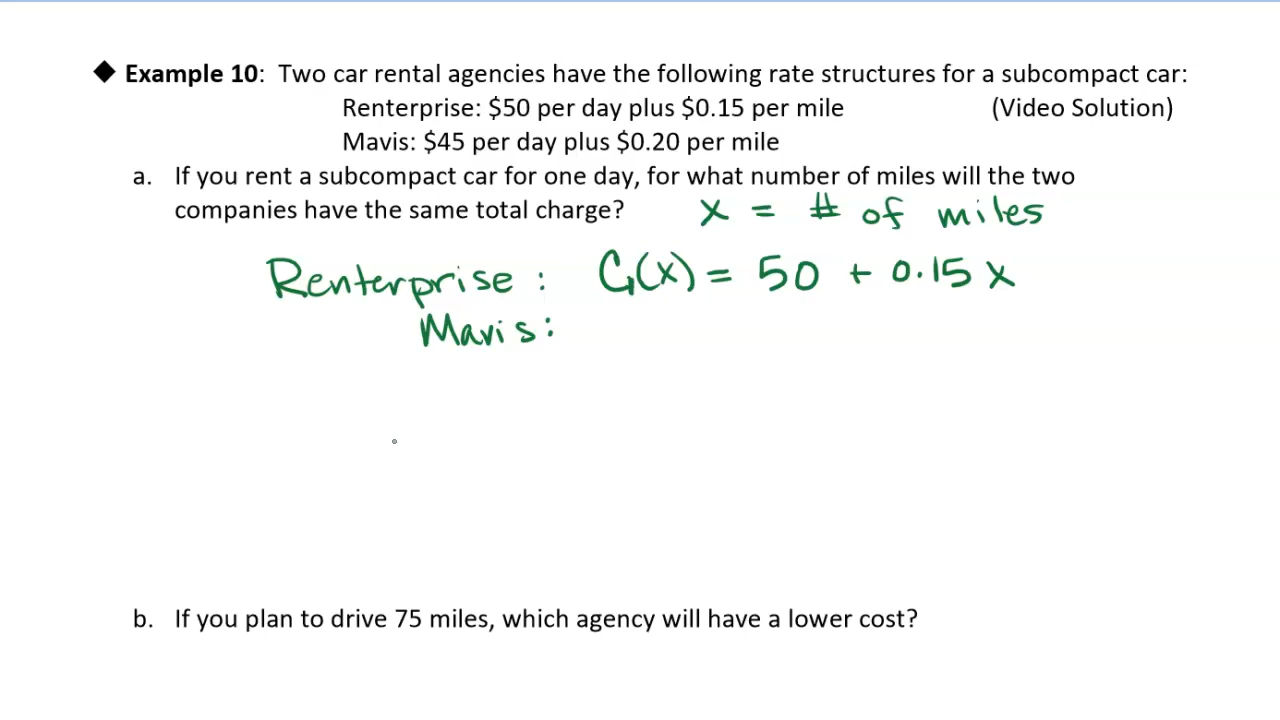 ◆ Example 10: Two car rental agencies have the following rate structures for a subcompact car:
Renterprise: $50 per day plus $0.15 per mile (Video Solution)
Mavis: $45 per day plus $0.20 per mile
a. If you rent a subcompact car for one day, for what number of miles will the two
companies have the same total charge? x = # of miles
Renterprise: C₁(x) = 50 + 0.15x
Mavis:
b. If you plan to drive 75 miles, which agency will have a lower cost?